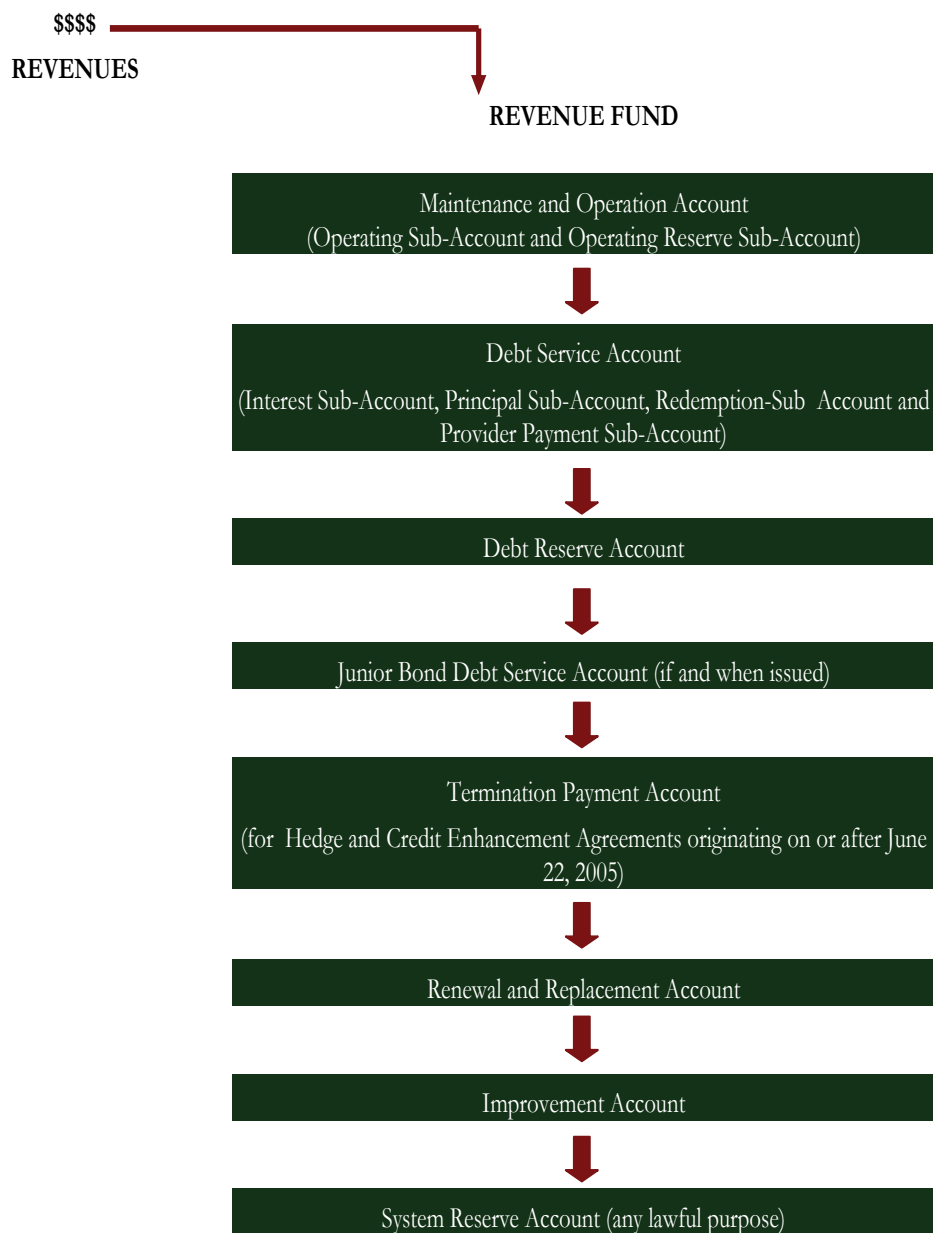 $$$$
REVENUES
REVENUE FUND
Maintenance and Operation Account
(Operating Sub-Account and Operating Reserve Sub-Account)
Debt Service Account
(Interest Sub-Account, Principal Sub-Account, Redemption-Sub Account and
Provider Payment Sub-Account)
Debt Reserve Account
Junior Bond Debt Service Account (if and when issued)
Termination Payment Account
(for Hedge and Credit Enhancement Agreements originating on or after June
22, 2005)
Renewal and Replacement Account
Improvement Account
System Reserve Account (any lawful purpose)